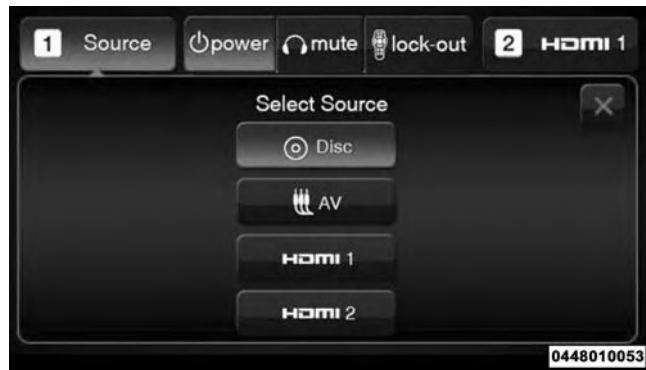 1 Source power mute lock-out 2 HDMI 1
Select Source
Disc
AV
HDMI 1
HDMI 2
0448010053